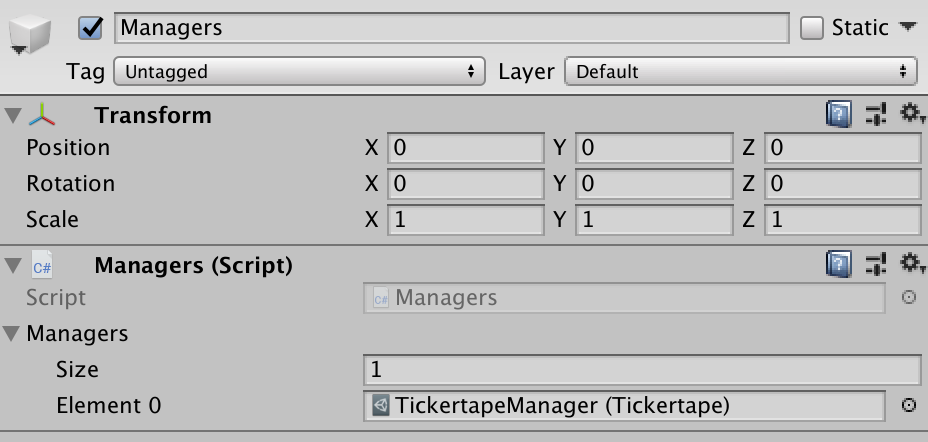 Managers Static
Tag Untagged Layer Default
Transform
Position X 0 Y 0 Z 0
Rotation X 0 Y 0 Z 0
Scale X 1 Y 1 Z 1
C# Managers (Script)
Script C# Managers
Managers
Size 1
Element 0 TickertapeManager (Tickertape)